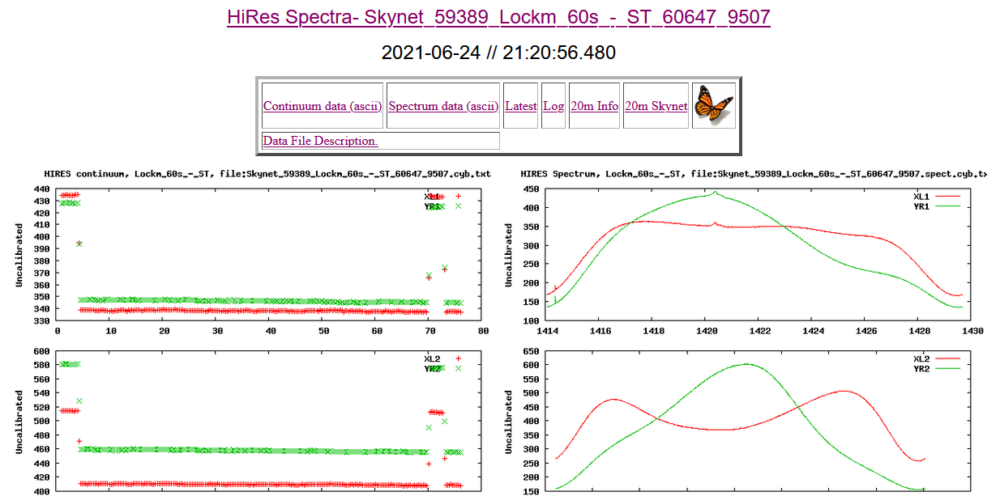 HiRes Spectra- Skynet_59389_Lockm_60s_-_ST_60647_9507
2021-06-24 // 21:20:56.480
Continuum data (ascii) Spectrum data (ascii) Latest Log 20m Info 20m Skynet
Data File Description.
HIRES continuum, Lockm_60s_-_ST, file:Skynet_59389_Lockm_60s_-_ST_60647_9507.cyb.txt
440
430
420
410
400
390
380
370
360
350
340
330
Uncalibrated
XL1
YR1
0 10 20 30 40 50 60 70 80
HIRES Spectrum, Lockm_60s_-_ST, file:Skynet_59389_Lockm_60s_-_ST_60647_9507.spect.cyb.tx
450
400
350
300
250
200
150
100
Uncalibrated
XL1
YR1
1414 1416 1418 1420 1422 1424 1426 1428 1430
600
580
560
540
520
500
480
460
440
420
400
Uncalibrated
XL2
YR2
650
600
550
500
450
400
350
300
250
200
150
Uncalibrated
XL2
YR2